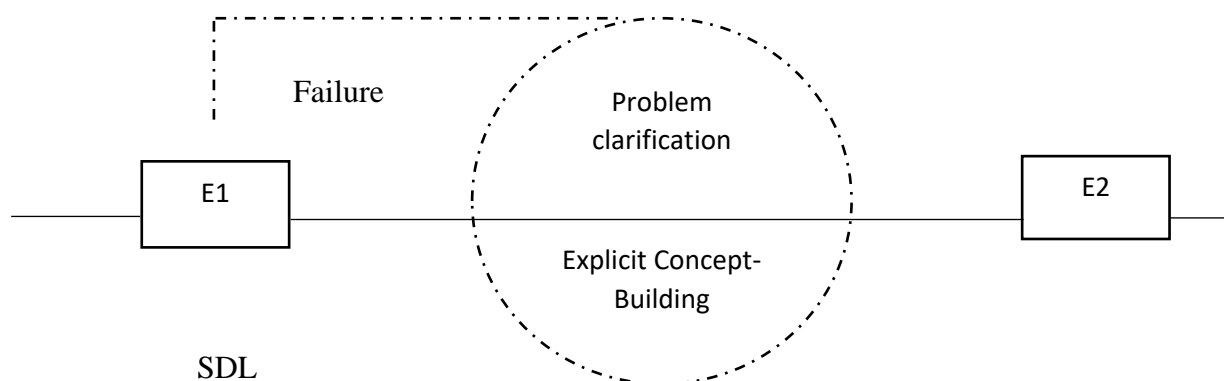 Failure
Problem
clarification
E1
E2
Explicit Concept-
Building
SDL